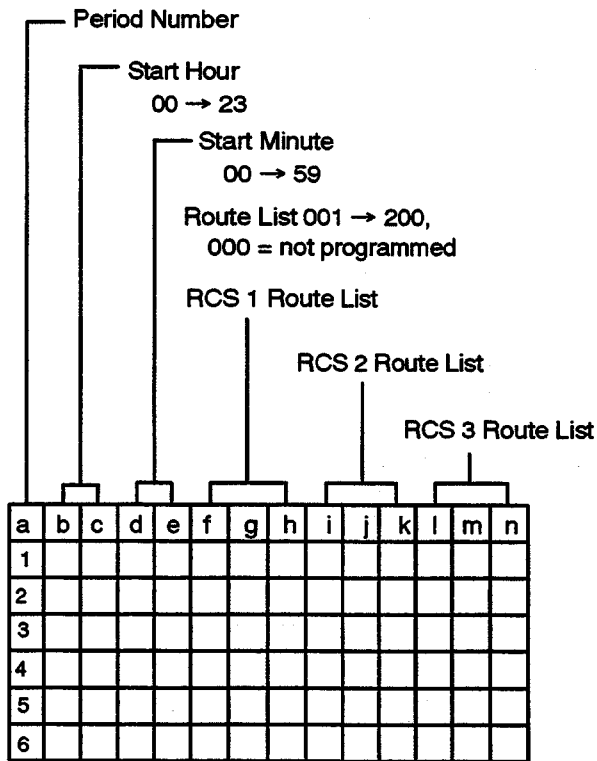 Period Number
Start Hour
00 → 23
Start Minute
00 → 59
Route List 001 → 200,
000 = not programmed
RCS 1 Route List
RCS 2 Route List
RCS 3 Route List
a b c d e f g h i j k l m n
1
2
3
4
5
6